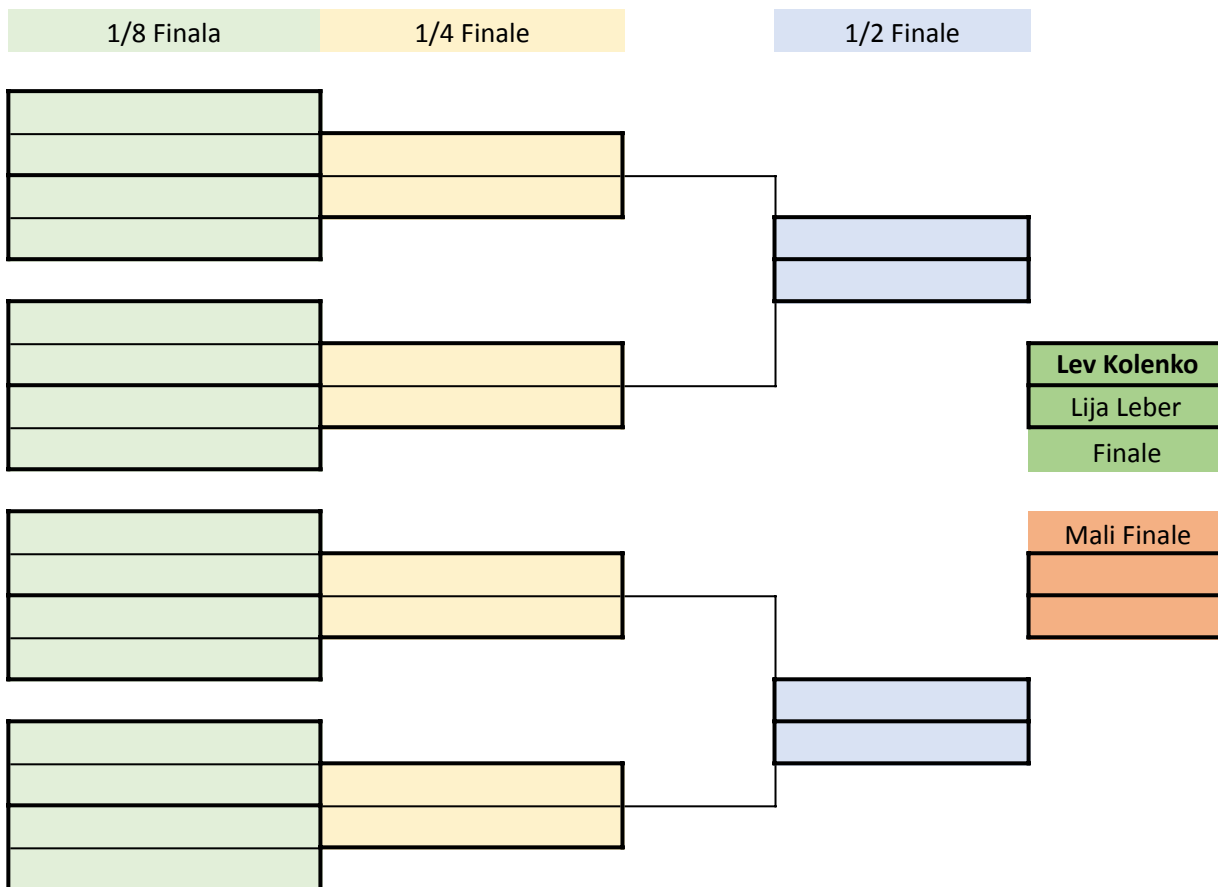 1/8 Finala
1/4 Finale
1/2 Finale
Lev Kolenko
Lija Leber
Finale
Mali Finale